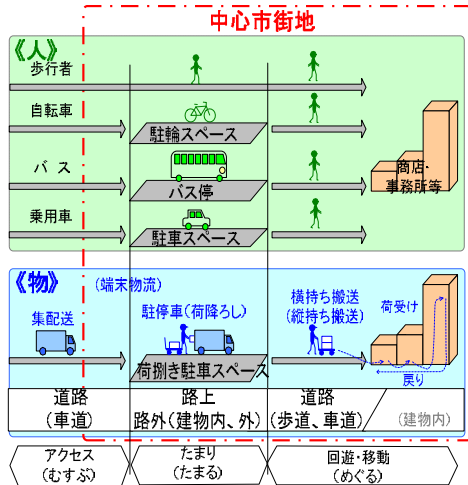 中心市街地
《人》
歩行者
自転車
駐輪スペース
バス
バス停
商店・
事務所等
乗用車
駐車スペース
《物》
(端末物流)
集配送
駐停車(荷降ろし)
横持ち搬送
(縦持ち搬送)
荷受け
荷捌き駐車スペース
戻り
道路
(車道)
路上
路外(建物内、外)
道路
(歩道、車道)
(建物内)
アクセス
(むすぶ)
たまり
(たまる)
回遊・移動
(めぐる)